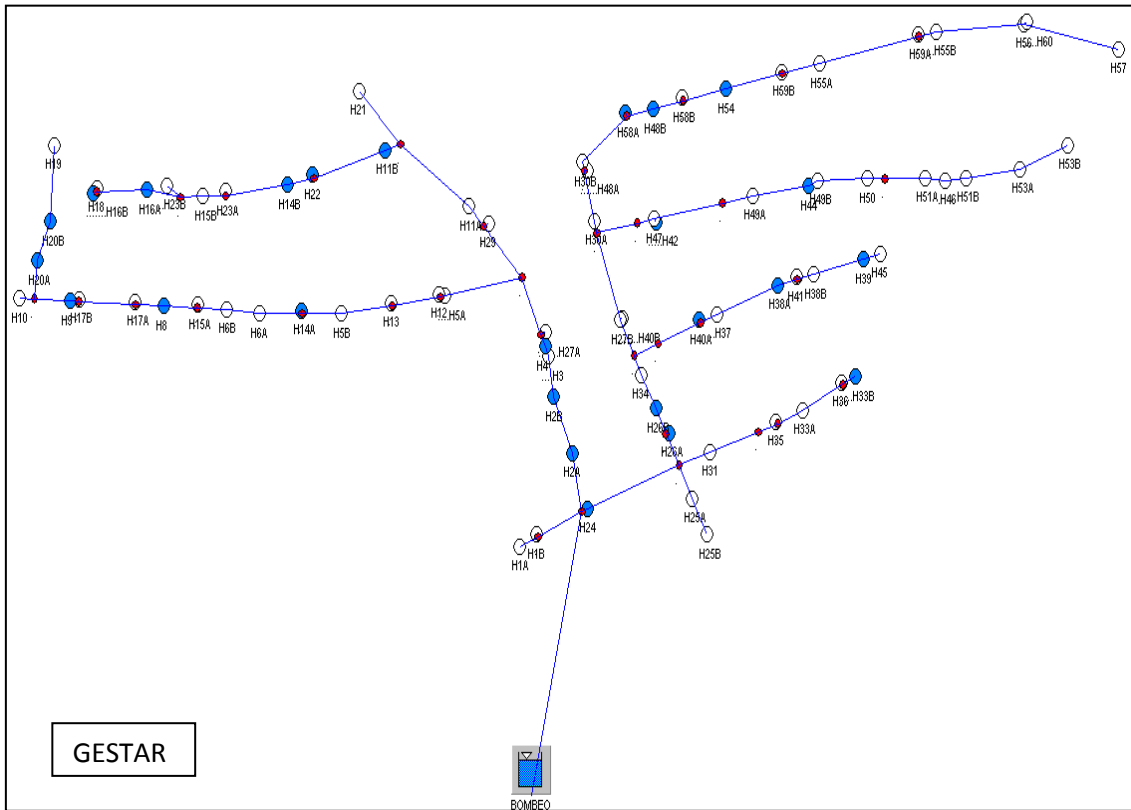 H56...H60
H59A
H55B
H57
H59B
H55A
H54
H58B
H48B
H58A
H21
H19
H11B
H22
H14B
H18......H16B
H16A
H23B
H15B
H23A
H30B......H48A
H53B
H53A
H50
H51A
H46
H51B
H49B
H44
H49A
H47......H42
H30A
H11A
H29
H20B
H20A
H10
H9
H17B
H17A
H8
H15A
H6B
H6A
H14A
H5B
H13
H12...H5A
H39
H45
H38A
H41
H38B
H27B...H40B
H40A
H37
H4......H27A
H3
H2B
H34
H26B
H26A
H36...H33B
H33A
H35
H31
H2A
H24
H25A
H25B
H1B
H1A
GESTAR
BOMBEO